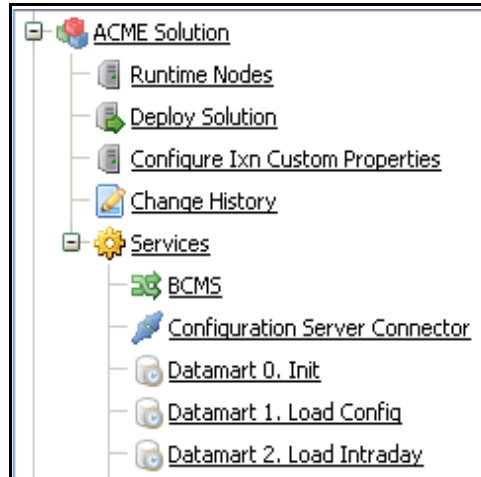 ACME Solution
Runtime Nodes
Deploy Solution
Configure Ixn Custom Properties
Change History
Services
BCMS
Configuration Server Connector
Datamart 0. Init
Datamart 1. Load Config
Datamart 2. Load Intraday